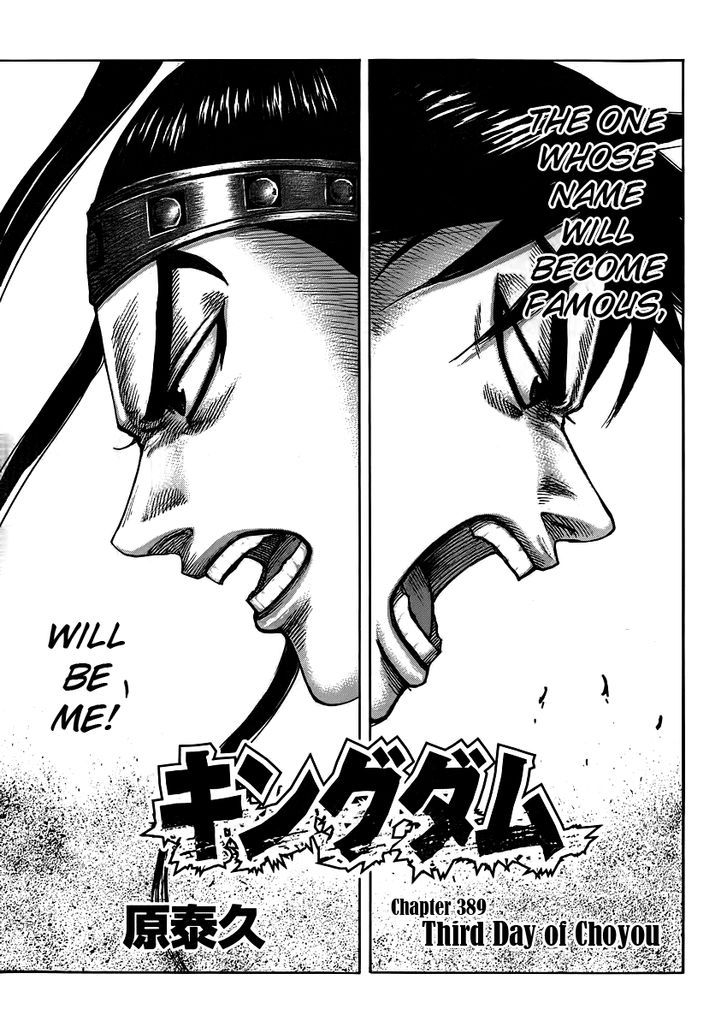 THE ONE
WHOSE
NAME
WILL
BECOME
FAMOUS,
WILL
BE
ME!
キングダム
原泰久
Chapter 389
Third Day of Choyou